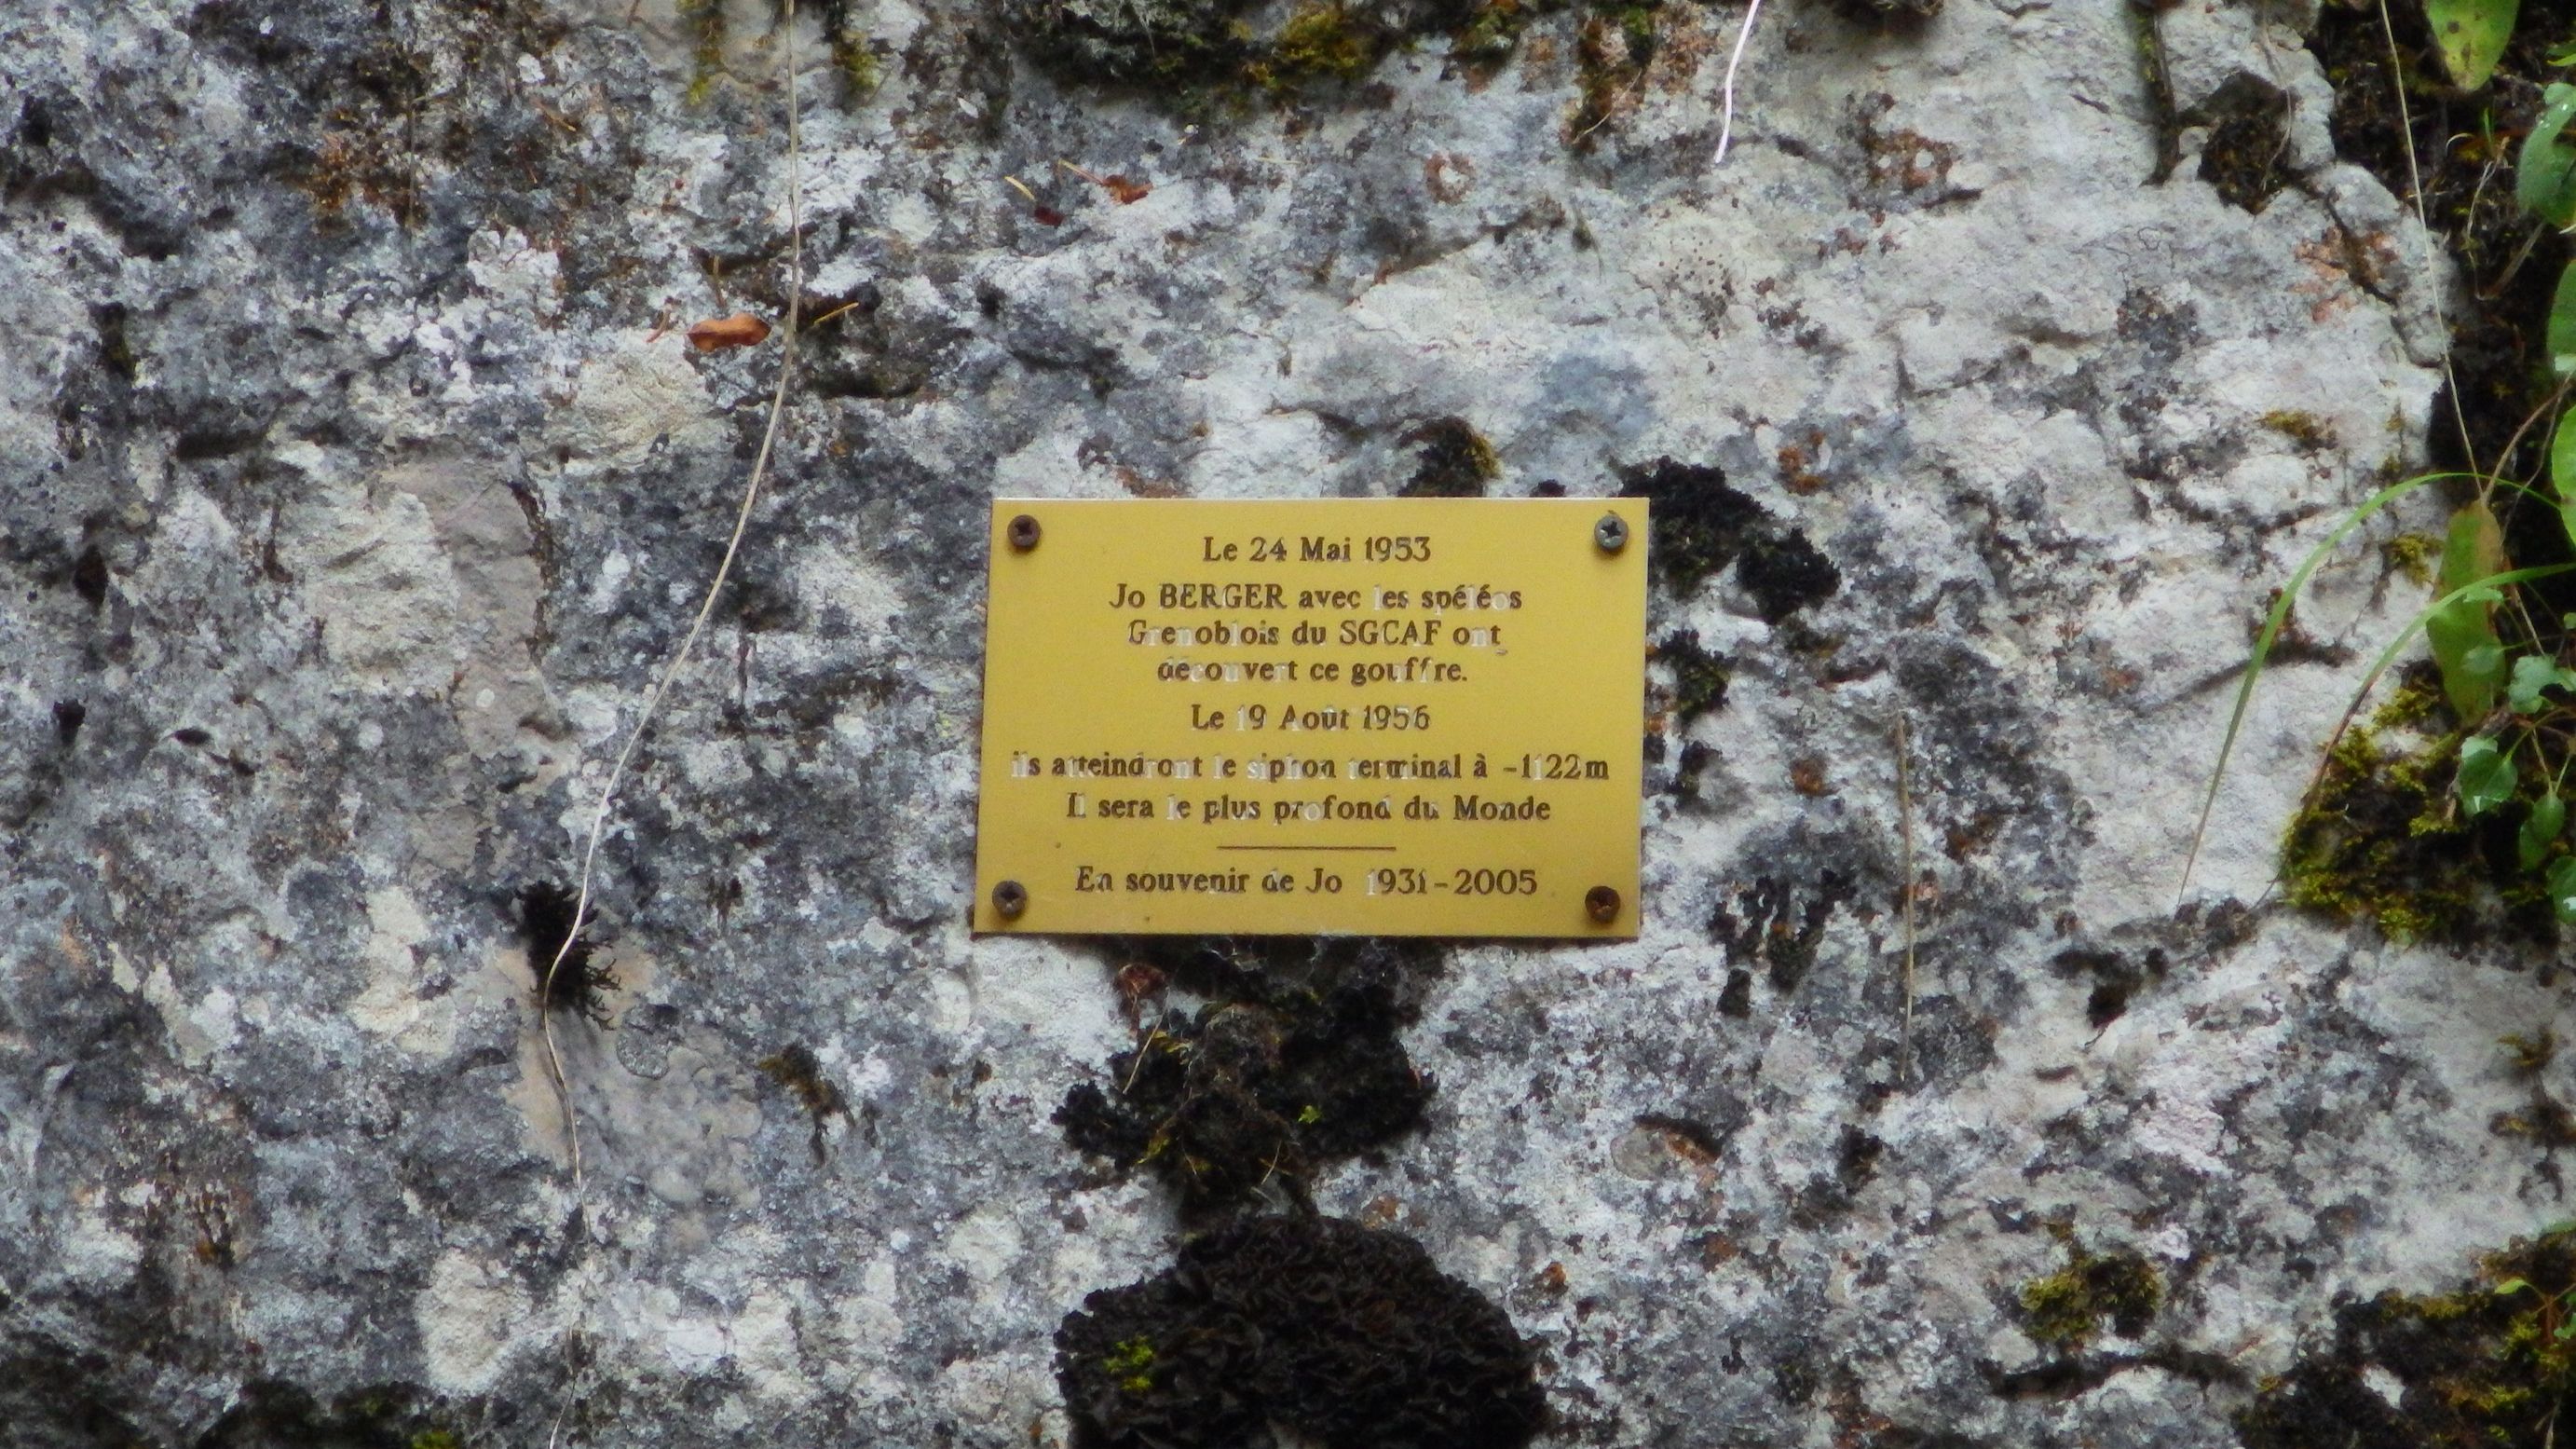 Le 24 Mai 1953
Jo BERGER avec les spéléos
Grenoblois du SGCAF ont
découvert ce gouffre.
Le 19 Août 1956
ils atteindront le siphon terminal à -1122m
Il sera le plus profond du Monde
En souvenir de Jo 1931-2005